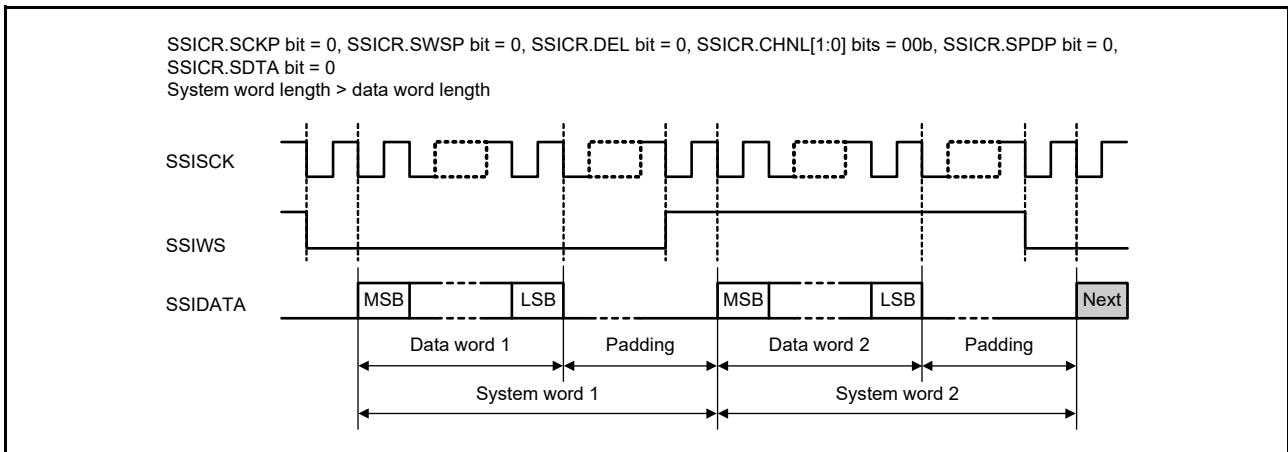 SSICR.SCKP bit = 0, SSICR.SWSP bit = 0, SSICR.DEL bit = 0, SSICR.CHNL[1:0] bits = 00b, SSICR.SPDP bit = 0,
SSICR.SDTA bit = 0
System word length > data word length
SSISCK
SSIWS
SSIDATA MSB LSB MSB LSB Next
Data word 1 Padding Data word 2 Padding
System word 1 System word 2